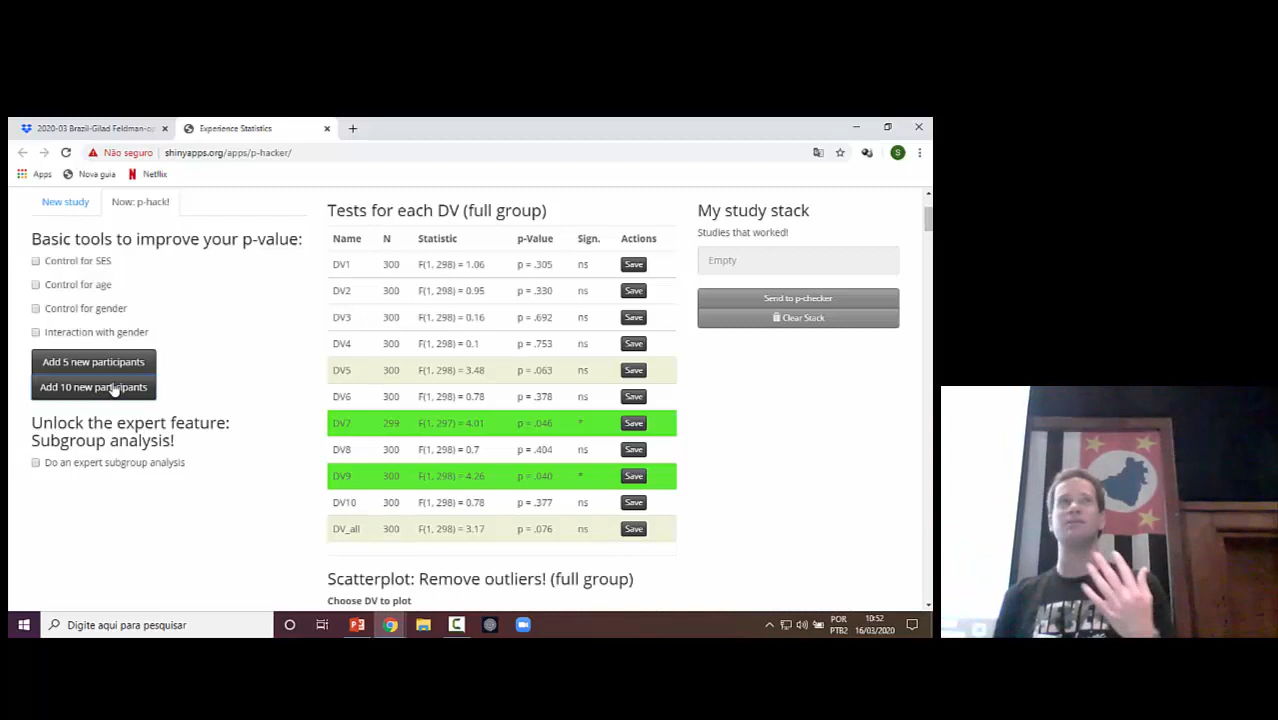 2020-03 Brazil-Gilad Feldman-op
Experience Statistics
Não seguro
shinyapps.org/apps/p-hacker/
Apps
Nova guia
Netflix
New study
Now: p-hack!
Basic tools to improve your p-value:
Control for SES
Control for age
Control for gender
Interaction with gender
Add 5 new participants
Add 10 new participants
Unlock the expert feature:
Subgroup analysis!
Do an expert subgroup analysis
Tests for each DV (full group)
Name N Statistic p-Value Sign. Actions
DV1 300 F(1, 298) = 1.06 p = .305 ns Save
DV2 300 F(1, 298) = 0.95 p = .330 ns Save
DV3 300 F(1, 298) = 0.16 p = .692 ns Save
DV4 300 F(1, 298) = 0.1 p = .753 ns Save
DV5 300 F(1, 298) = 3.48 p = .063 ns Save
DV6 300 F(1, 298) = 0.78 p = .378 ns Save
DV7 299 F(1, 297) = 4.01 p = .046 * Save
DV8 300 F(1, 298) = 0.7 p = .404 ns Save
DV9 300 F(1, 298) = 4.26 p = .040 * Save
DV10 300 F(1, 298) = 0.78 p = .377 ns Save
DV_all 300 F(1, 298) = 3.17 p = .076 ns Save
Scatterplot: Remove outliers! (full group)
Choose DV to plot
My study stack
Studies that worked!
Empty
Send to p-checker
Clear Stack
Digite aqui para pesquisar
POR
PTB2
10:52
16/03/2020
NEVER